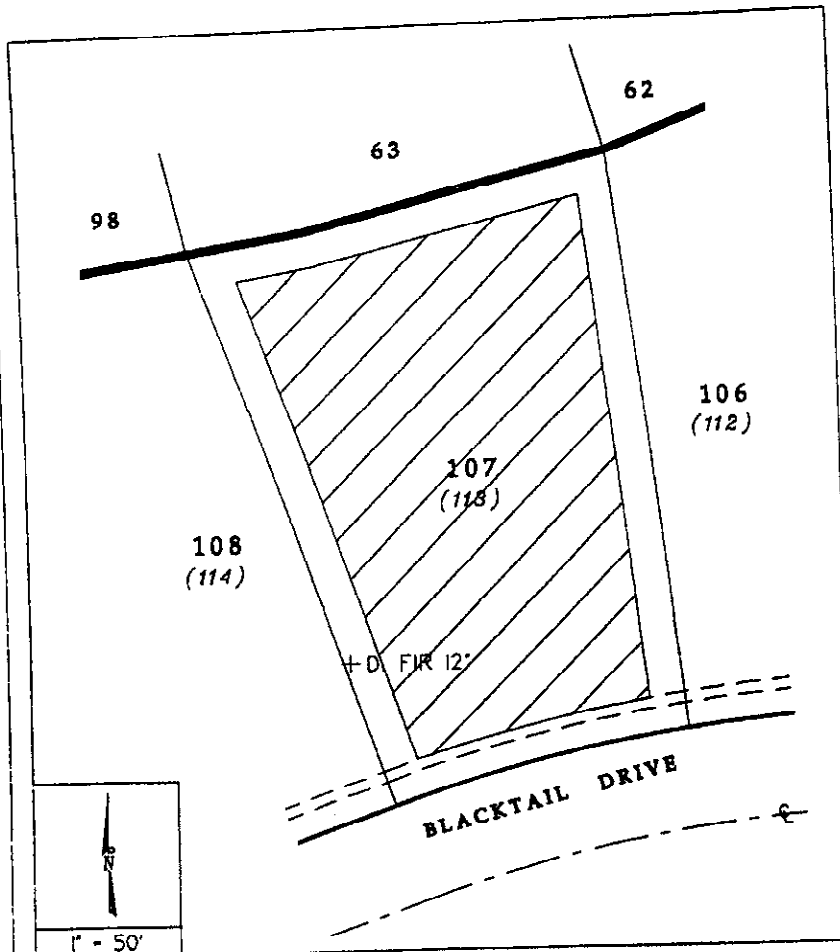 62
63
98
106
(112)
107
(113)
108
(114)
D. FIR 12"
BLACKTAIL DRIVE
℄
N
1" - 50'